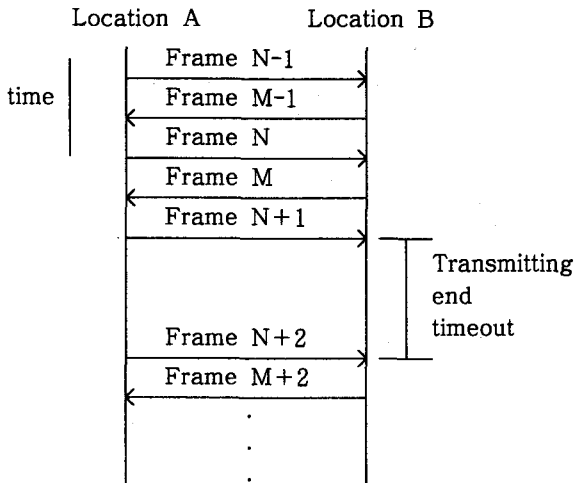 Location A Location B
Frame N-1
time
Frame M-1
Frame N
Frame M
Frame N+1
Transmitting
end
timeout
Frame N+2
Frame M+2